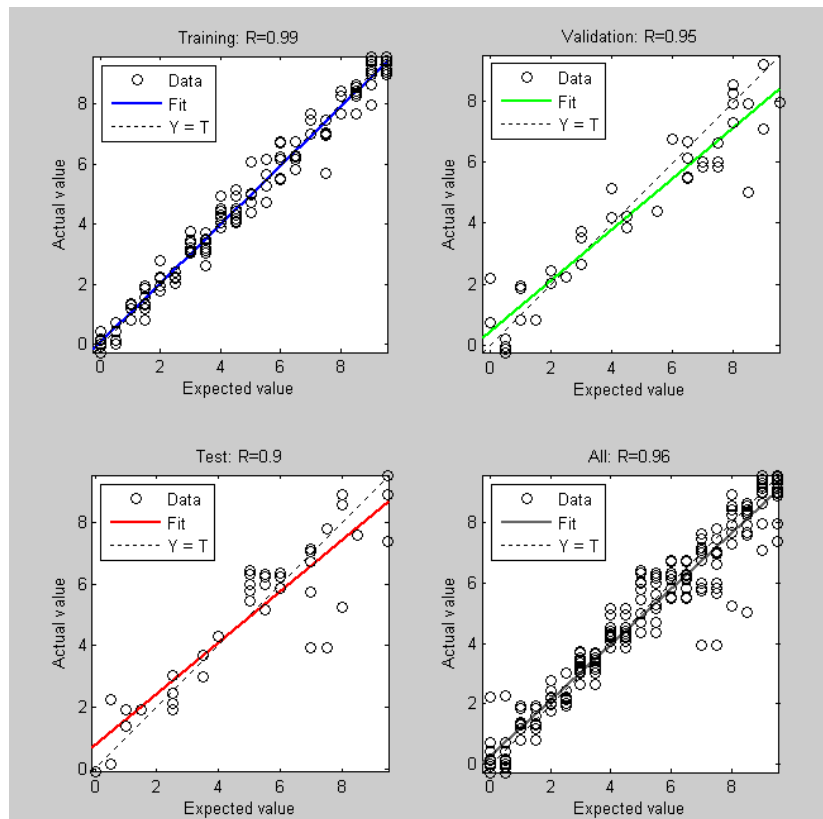 Training: R=0.99
Data
Fit
Y = T
8
6
4
2
0
0
2
4
6
8
Actual value
Expected value
Validation: R=0.95
Data
Fit
Y = T
8
6
4
2
0
0
2
4
6
8
Actual value
Expected value
Test: R=0.9
Data
Fit
Y = T
8
6
4
2
0
0
2
4
6
8
Actual value
Expected value
All: R=0.96
Data
Fit
Y = T
8
6
4
2
0
0
2
4
6
8
Actual value
Expected value